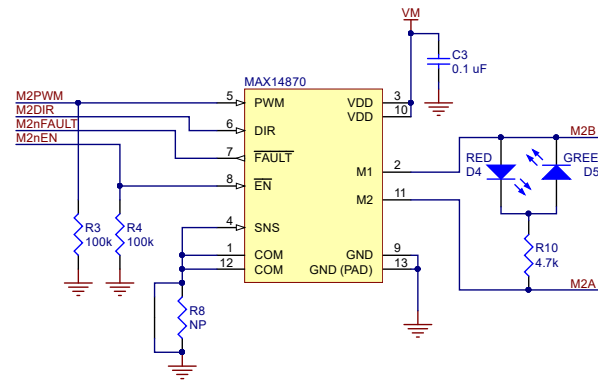 VM
C3
0.1 uF
MAX14870
M2PWM
M2DIR
M2nFAULT
M2nEN
5 PWM
6 DIR
7 FAULT
8 EN
4 SNS
1 COM
12 COM
VDD 3
VDD 10
M1 2
M2 11
GND 9
GND (PAD) 13
R3
100k
R4
100k
R8
NP
M2B
RED
D4
GREE
D5
R10
4.7k
M2A